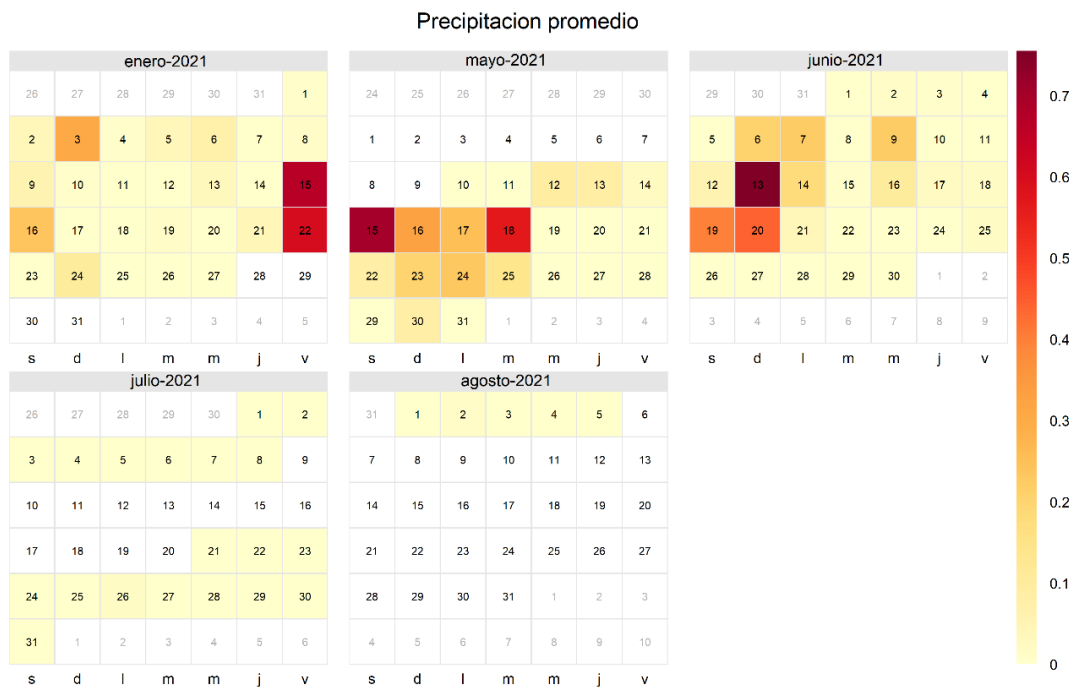 Precipitacion promedio
enero-2021
26 27 28 29 30 31 1
2 3 4 5 6 7 8
9 10 11 12 13 14 15
16 17 18 19 20 21 22
23 24 25 26 27 28 29
30 31 1 2 3 4 5
s d l m m j v
mayo-2021
24 25 26 27 28 29 30
1 2 3 4 5 6 7
8 9 10 11 12 13 14
15 16 17 18 19 20 21
22 23 24 25 26 27 28
29 30 31 1 2 3 4
s d l m m j v
junio-2021
29 30 31 1 2 3 4
5 6 7 8 9 10 11
12 13 14 15 16 17 18
19 20 21 22 23 24 25
26 27 28 29 30 1 2
3 4 5 6 7 8 9
s d l m m j v
0.7
0.6
0.5
0.4
0.3
0.2
0.1
0
julio-2021
26 27 28 29 30 1 2
3 4 5 6 7 8 9
10 11 12 13 14 15 16
17 18 19 20 21 22 23
24 25 26 27 28 29 30
31 1 2 3 4 5 6
s d l m m j v
agosto-2021
31 1 2 3 4 5 6
7 8 9 10 11 12 13
14 15 16 17 18 19 20
21 22 23 24 25 26 27
28 29 30 31 1 2 3
4 5 6 7 8 9 10
s d l m m j v